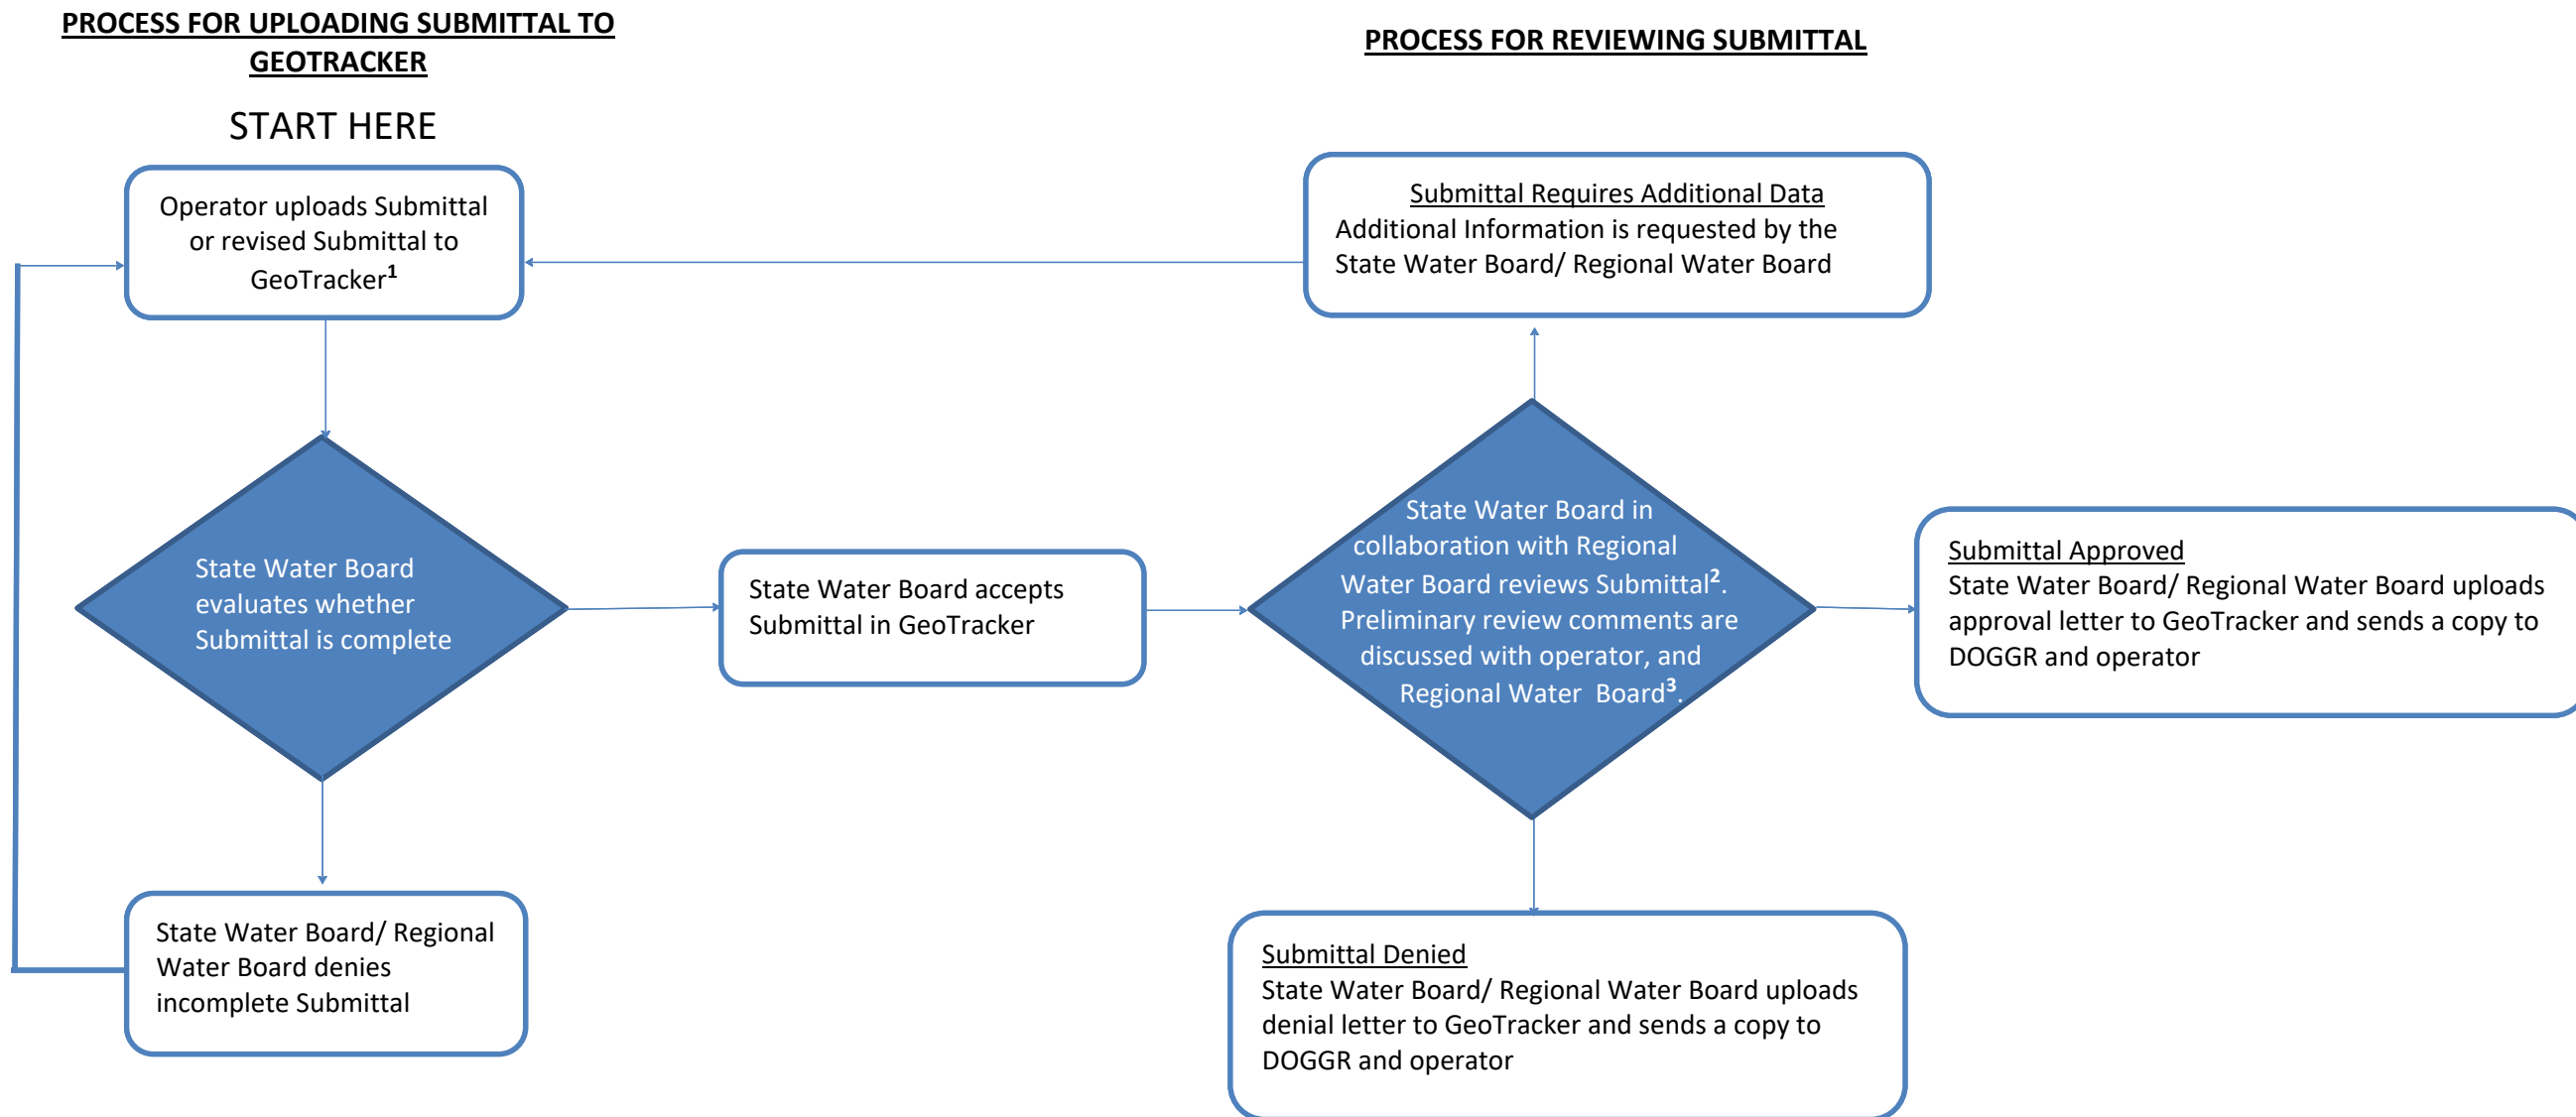 PROCESS FOR UPLOADING SUBMITTAL TO
GEOTRACKER
START HERE
Operator uploads Submittal
or revised Submittal to
GeoTracker¹
State Water Board
evaluates whether
Submittal is complete
State Water Board/ Regional
Water Board denies
incomplete Submittal
State Water Board accepts
Submittal in GeoTracker
PROCESS FOR REVIEWING SUBMITTAL
Submittal Requires Additional Data
Additional Information is requested by the
State Water Board/ Regional Water Board
State Water Board in
collaboration with Regional
Water Board reviews Submittal².
Preliminary review comments are
discussed with operator, and
Regional Water  Board³.
Submittal Approved
State Water Board/ Regional Water Board uploads
approval letter to GeoTracker and sends a copy to
DOGGR and operator
Submittal Denied
State Water Board/ Regional Water Board uploads
denial letter to GeoTracker and sends a copy to
DOGGR and operator